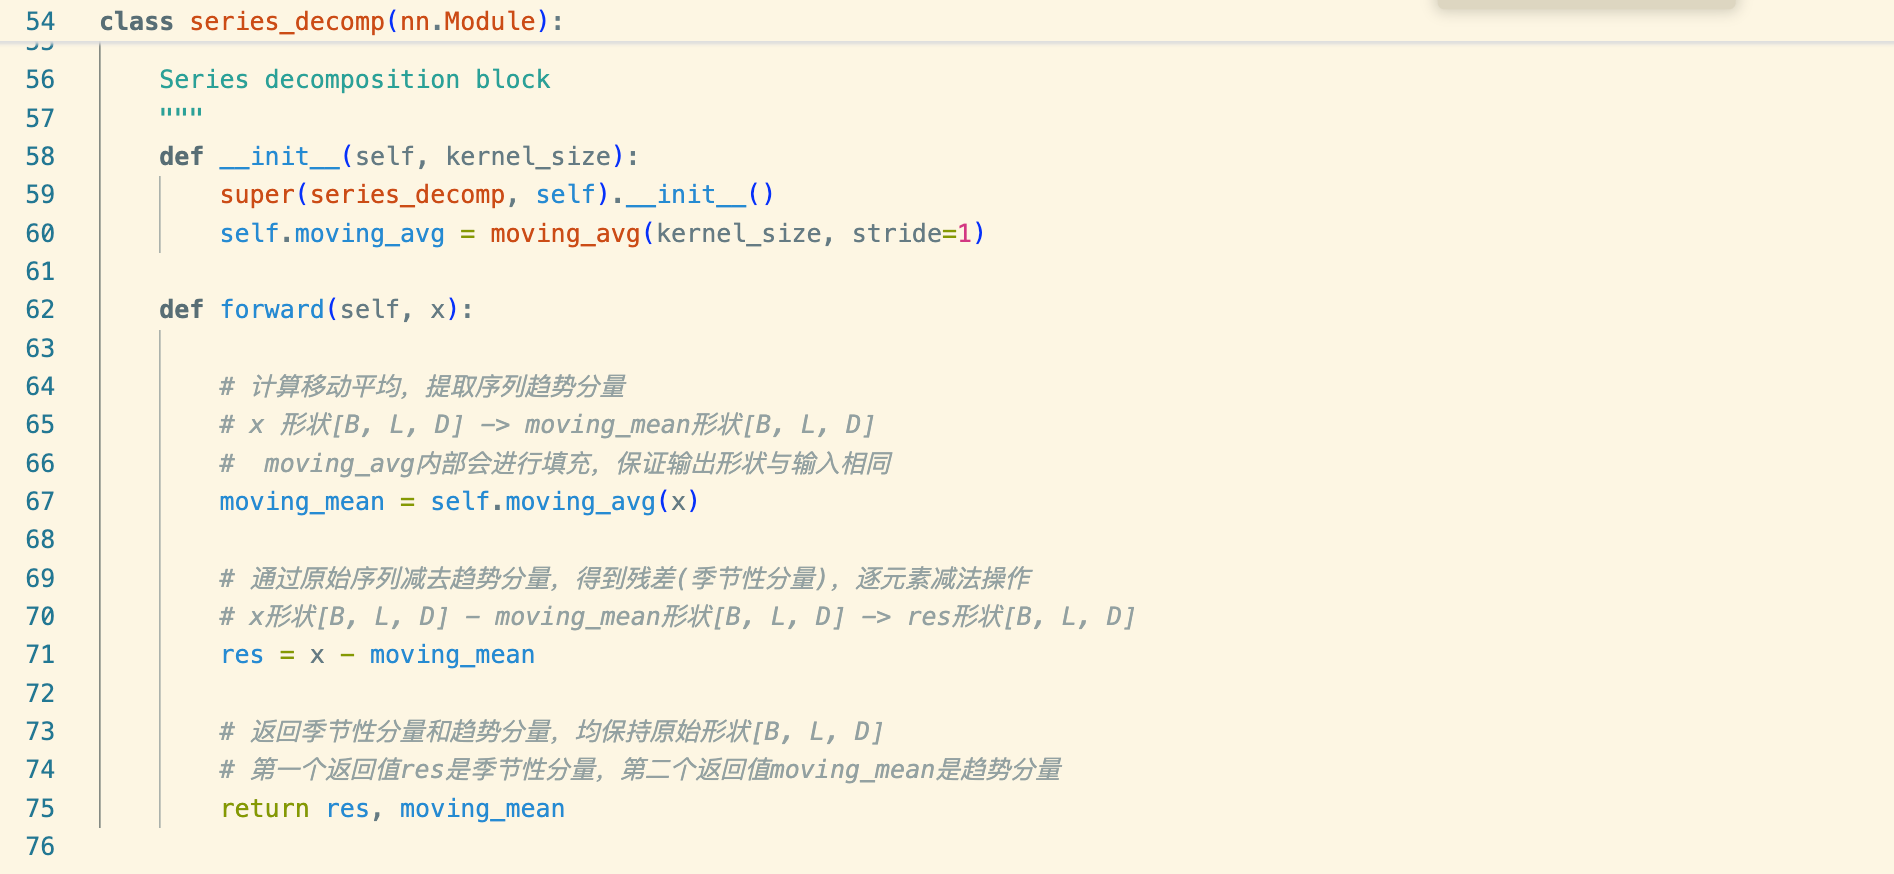 54 class series_decomp(nn.Module):
56 Series decomposition block
57 """
58 def __init__(self, kernel_size):
59 super(series_decomp, self).__init__()
60 self.moving_avg = moving_avg(kernel_size, stride=1)
61
62 def forward(self, x):
63
64 # 计算移动平均，提取序列趋势分量
65 # x 形状[B, L, D] -> moving_mean形状[B, L, D]
66 #  moving_avg内部会进行填充，保证输出形状与输入相同
67 moving_mean = self.moving_avg(x)
68
69 # 通过原始序列减去趋势分量，得到残差(季节性分量)，逐元素减法操作
70 # x形状[B, L, D] - moving_mean形状[B, L, D] -> res形状[B, L, D]
71 res = x - moving_mean
72
73 # 返回季节性分量和趋势分量，均保持原始形状[B, L, D]
74 # 第一个返回值res是季节性分量，第二个返回值moving_mean是趋势分量
75 return res, moving_mean
76